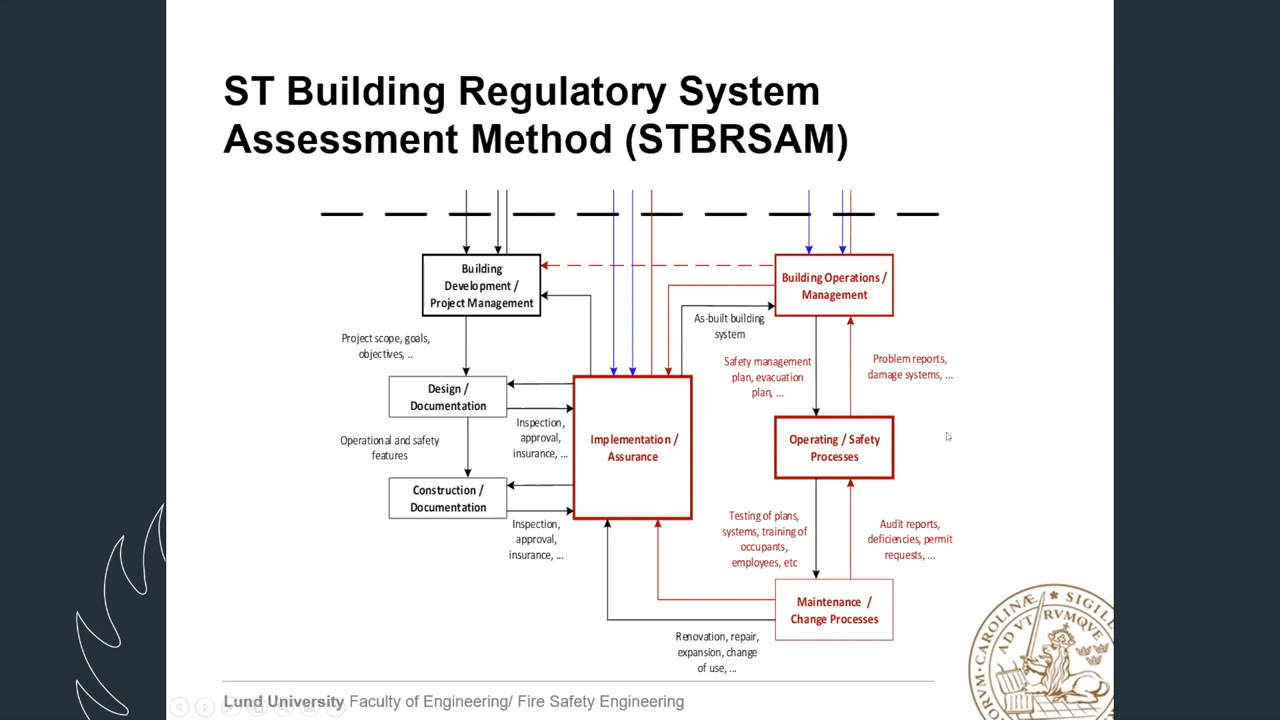 ST Building Regulatory System
Assessment Method (STBRSAM)
Building
Development /
Project Management
Building Operations /
Management
As-built building
system
Project scope, goals,
objectives, ..
Safety management
plan, evacuation
plan, ...
Problem reports,
damage systems, ...
Design /
Documentation
Inspection,
approval,
insurance, ...
Implementation /
Assurance
Operating / Safety
Processes
Operational and safety
features
Construction /
Documentation
Inspection,
approval,
insurance, ...
Testing of plans,
systems, training of
occupants,
employees, etc
Audit reports,
deficiencies, permit
requests, ...
Maintenance /
Change Processes
Renovation, repair,
expansion, change
of use, ...
CAROLINÆ * SIGIL
AD VTRVMQVE
Lund University Faculty of Engineering/ Fire Safety Engineering